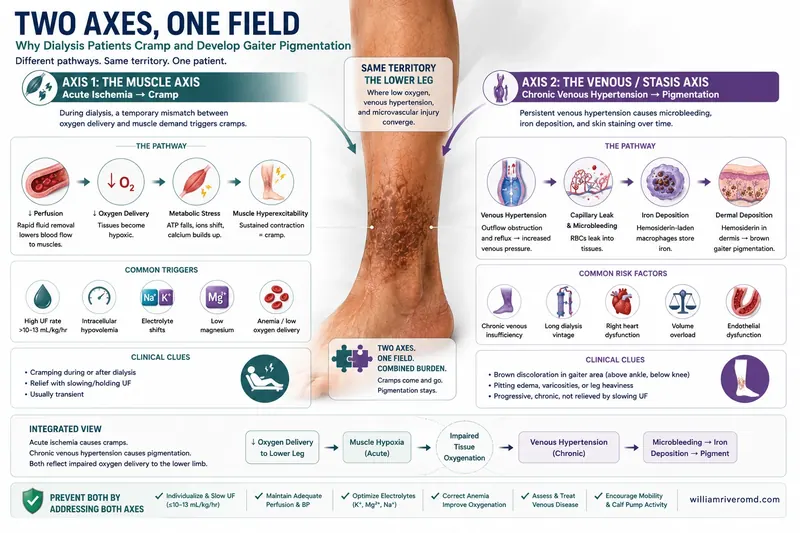 TWO AXES, ONE FIELD
Why Dialysis Patients Cramp and Develop Gaiter Pigmentation
Different pathways. Same territory. One patient.
AXIS 1: THE MUSCLE AXIS
Acute Ischemia → Cramp
During dialysis, a temporary mismatch between
oxygen delivery and muscle demand triggers cramps.
THE PATHWAY
↓ O₂
↓ Perfusion
Rapid fluid removal
lowers blood flow
to muscles.
↓ Oxygen Delivery
Tissues become
hypoxic.
Metabolic Stress
ATP falls, ions shift,
calcium builds up.
Muscle Hyperexcitability
Sustained contraction
= cramp.
COMMON TRIGGERS
High UF rate
>10–13 mL/kg/hr
Intracellular
hypovolemia
Na⁺ K⁺
Electrolyte
shifts
Mg²⁺
Low
magnesium
Anemia / low
oxygen delivery
CLINICAL CLUES
• Cramping during or after dialysis
• Relief with slowing/holding UF
• Usually transient
SAME TERRITORY
THE LOWER LEG
Where low oxygen,
venous hypertension,
and microvascular injury
converge.
TWO AXES.
ONE FIELD.
COMBINED BURDEN.
Cramps come and go.
Pigmentation stays.
AXIS 2: THE VENOUS / STASIS AXIS
Chronic Venous Hypertension → Pigmentation
Persistent venous hypertension causes microbleeding,
iron deposition, and skin staining over time.
THE PATHWAY
Venous Hypertension
Outflow obstruction
and reflux → increased
venous pressure.
Capillary Leak
& Microbleeding
RBCs leak into
tissues.
Iron Deposition
Hemosiderin-laden
macrophages store
iron.
Dermal Deposition
Hemosiderin in
dermis → brown
gaiter pigmentation.
COMMON RISK FACTORS
Chronic venous
insufficiency
Long dialysis
vintage
Right heart
dysfunction
Volume
overload
Endothelial
dysfunction
CLINICAL CLUES
• Brown discoloration in gaiter area (above ankle, below knee)
• Pitting edema, varicosities, or leg heaviness
• Progressive, chronic, not relieved by slowing UF
INTEGRATED VIEW
Acute ischemia causes cramps.
Chronic venous hypertension causes pigmentation.
Both reflect impaired oxygen delivery to the lower limb.
↓ Oxygen Delivery
to Lower Leg
Muscle Hypoxia
(Acute)
Impaired
Tissue
Oxygenation
Venous Hypertension
(Chronic)
Microbleeding → Iron
Deposition → Pigment
PREVENT BOTH BY
ADDRESSING BOTH AXES
✓ Individualize & Slow UF
(≤10–13 mL/kg/hr)
✓ Maintain Adequate
Perfusion & BP
✓ Optimize Electrolytes
(K⁺, Mg²⁺, Na⁺)
✓ Correct Anemia
Improve Oxygenation
✓ Assess & Treat
Venous Disease
✓ Encourage Mobility
& Calf Pump Activity
williamriveromd.com